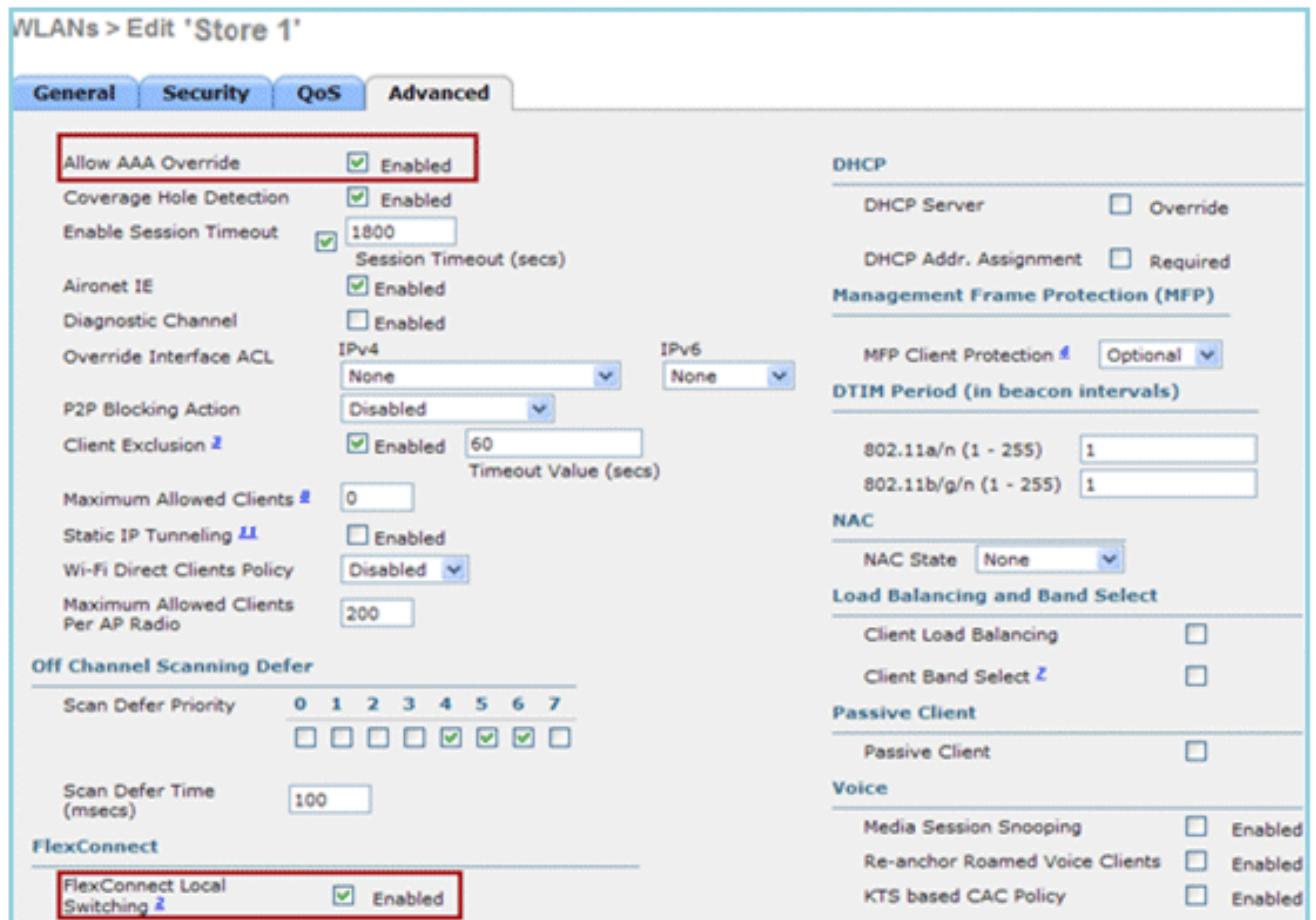 WLANs > Edit 'Store 1'
General Security QoS Advanced
Allow AAA Override Enabled
Coverage Hole Detection Enabled
Enable Session Timeout 1800
Session Timeout (secs)
Aironet IE Enabled
Diagnostic Channel Enabled
Override Interface ACL IPv4 IPv6
None None
P2P Blocking Action Disabled
Client Exclusion 3 Enabled 60
Timeout Value (secs)
Maximum Allowed Clients 8 0
Static IP Tunneling 11 Enabled
Wi-Fi Direct Clients Policy Disabled
Maximum Allowed Clients
Per AP Radio 200
Off Channel Scanning Defer
Scan Defer Priority 0 1 2 3 4 5 6 7
Scan Defer Time
(msecs) 100
FlexConnect
FlexConnect Local
Switching 2 Enabled
DHCP
DHCP Server Override
DHCP Addr. Assignment Required
Management Frame Protection (MFP)
MFP Client Protection 4 Optional
DTIM Period (in beacon intervals)
802.11a/n (1 - 255) 1
802.11b/g/n (1 - 255) 1
NAC
NAC State None
Load Balancing and Band Select
Client Load Balancing
Client Band Select 7
Passive Client
Passive Client
Voice
Media Session Snooping Enabled
Re-anchor Roamed Voice Clients Enabled
KTS based CAC Policy Enabled